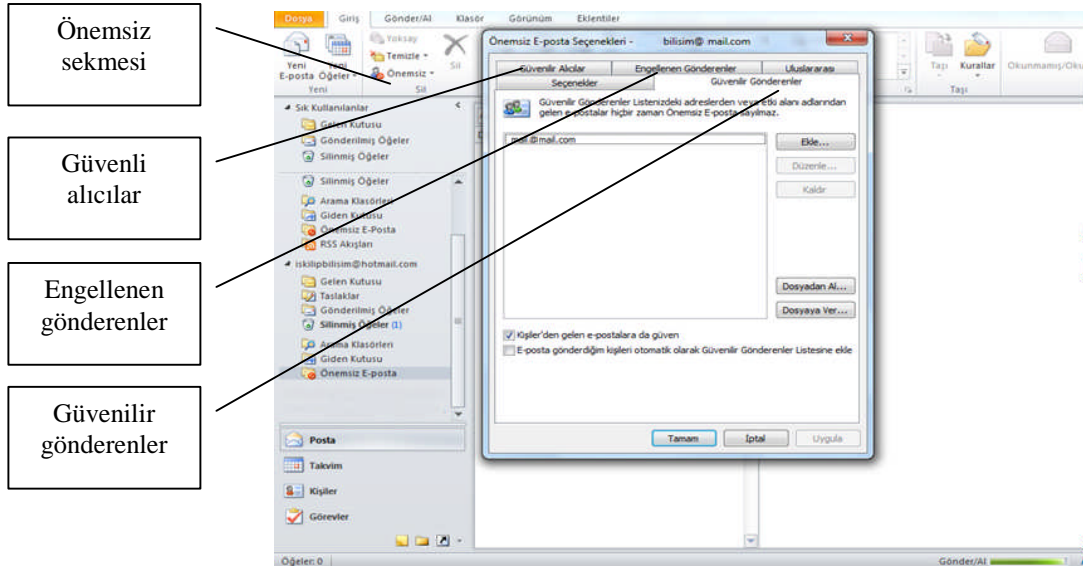 Önemsiz
sekmesi
Güvenli
alıcılar
Engellenen
gönderenler
Güvenilir
gönderenler
Dosya Giriş Gönder/Al Klasör Görünüm Eklentiler
Yeni
E-posta
Yeni
Öğeler
Yoksay
Temizle
Önemsiz
Sil
Taşı
Kurallar
Okunmamış/Oku
Yeni
Sil
Taşı
Sık Kullanılanlar
Gelen Kutusu
Gönderilmiş Öğeler
Silinmiş Öğeler
Silinmiş Öğeler
Arama Klasörleri
Giden Kutusu
Önemsiz E-Posta
RSS Akışları
iskilipbilisim@hotmail.com
Gelen Kutusu
Taslaklar
Gönderilmiş Öğeler
Silinmiş Öğeler (1)
Arama Klasörleri
Giden Kutusu
Önemsiz E-posta
Posta
Takvim
Kişiler
Görevler
Öğeler: 0
Önemsiz E-posta Seçenekleri - bilisim@ mail.com
Güvenilir Alıcılar Engellenen Gönderenler Uluslararası
Seçenekler Güvenilir Gönderenler
Güvenilir Gönderenler Listenizdeki adreslerden veya etki alanı adlarından
gelen e-postalar hiçbir zaman Önemsiz E-posta sayılmaz.
mail@mail.com
Ekle...
Düzenle...
Kaldır
Dosyadan Al...
Dosyaya Ver...
Kişiler'den gelen e-postalara da güven
E-posta gönderdiğim kişileri otomatik olarak Güvenilir Gönderenler Listesine ekle
Tamam İptal Uygula
Gönder/Al